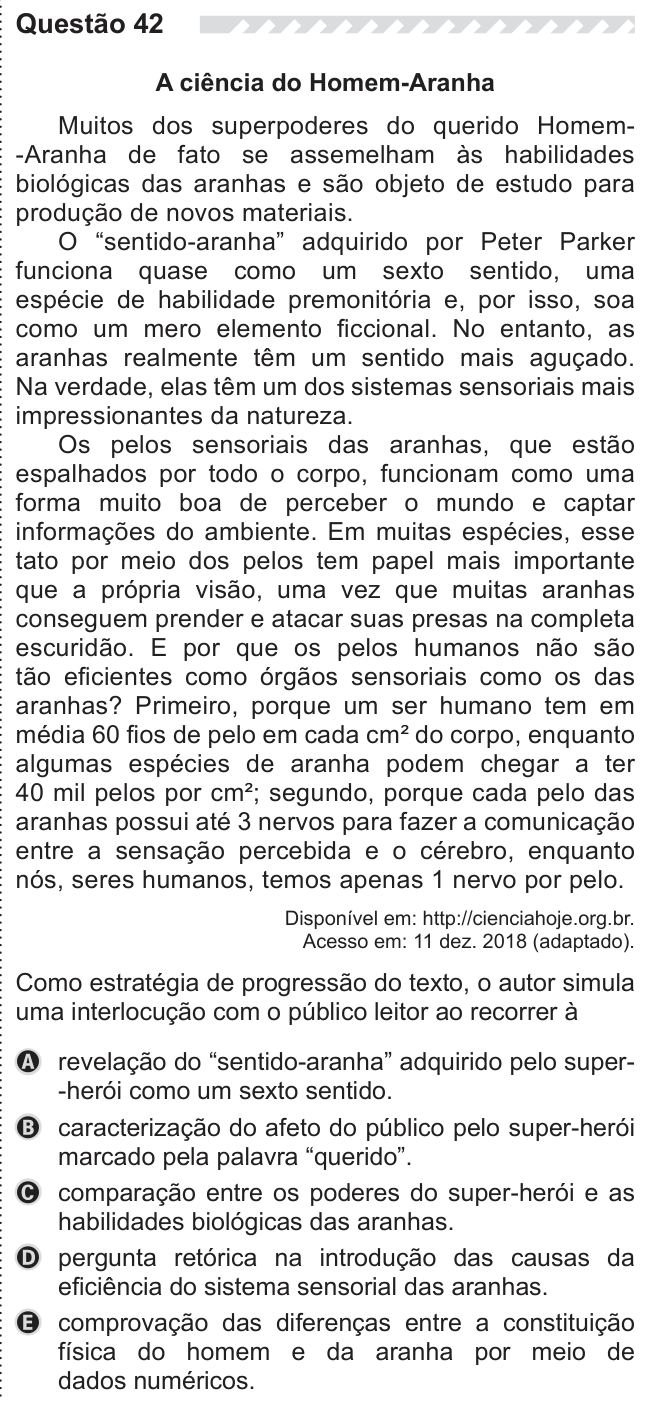 Questão 42
A ciência do Homem-Aranha
Muitos dos superpoderes do querido Homem-
-Aranha de fato se assemelham às habilidades
biológicas das aranhas e são objeto de estudo para
produção de novos materiais.
O “sentido-aranha” adquirido por Peter Parker
funciona quase como um sexto sentido, uma
espécie de habilidade premonitória e, por isso, soa
como um mero elemento ficcional. No entanto, as
aranhas realmente têm um sentido mais aguçado.
Na verdade, elas têm um dos sistemas sensoriais mais
impressionantes da natureza.
Os pelos sensoriais das aranhas, que estão
espalhados por todo o corpo, funcionam como uma
forma muito boa de perceber o mundo e captar
informações do ambiente. Em muitas espécies, esse
tato por meio dos pelos tem papel mais importante
que a própria visão, uma vez que muitas aranhas
conseguem prender e atacar suas presas na completa
escuridão. E por que os pelos humanos não são
tão eficientes como órgãos sensoriais como os das
aranhas? Primeiro, porque um ser humano tem em
média 60 fios de pelo em cada cm² do corpo, enquanto
algumas espécies de aranha podem chegar a ter
40 mil pelos por cm²; segundo, porque cada pelo das
aranhas possui até 3 nervos para fazer a comunicação
entre a sensação percebida e o cérebro, enquanto
nós, seres humanos, temos apenas 1 nervo por pelo.
Disponível em: http://cienciahoje.org.br.
Acesso em: 11 dez. 2018 (adaptado).
Como estratégia de progressão do texto, o autor simula
uma interlocução com o público leitor ao recorrer à
A revelação do “sentido-aranha” adquirido pelo super-
-herói como um sexto sentido.
B caracterização do afeto do público pelo super-herói
marcado pela palavra “querido”.
C comparação entre os poderes do super-herói e as
habilidades biológicas das aranhas.
D pergunta retórica na introdução das causas da
eficiência do sistema sensorial das aranhas.
E comprovação das diferenças entre a constituição
física do homem e da aranha por meio de
dados numéricos.